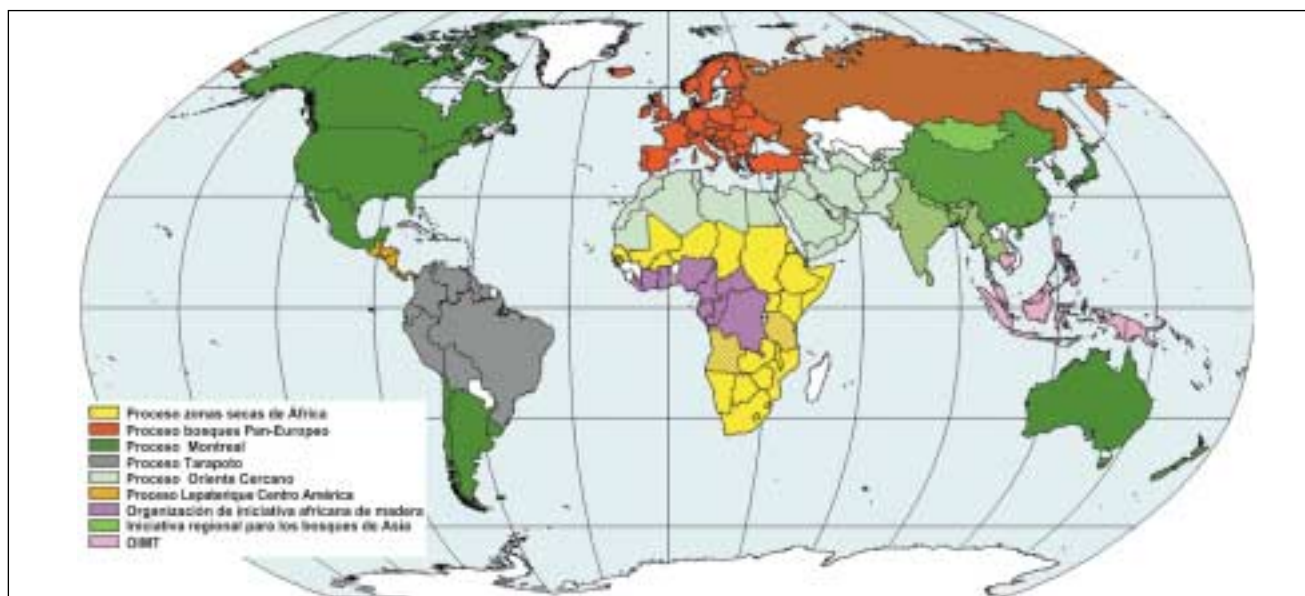 Proceso zonas secas de África
Proceso bosques Pan-Europeo
Proceso Montreal
Proceso Tarapoto
Proceso Oriente Cercano
Proceso Lepaterique Centro América
Organización de iniciativa africana de madera
Iniciativa regional para los bosques de Asia
OIMT